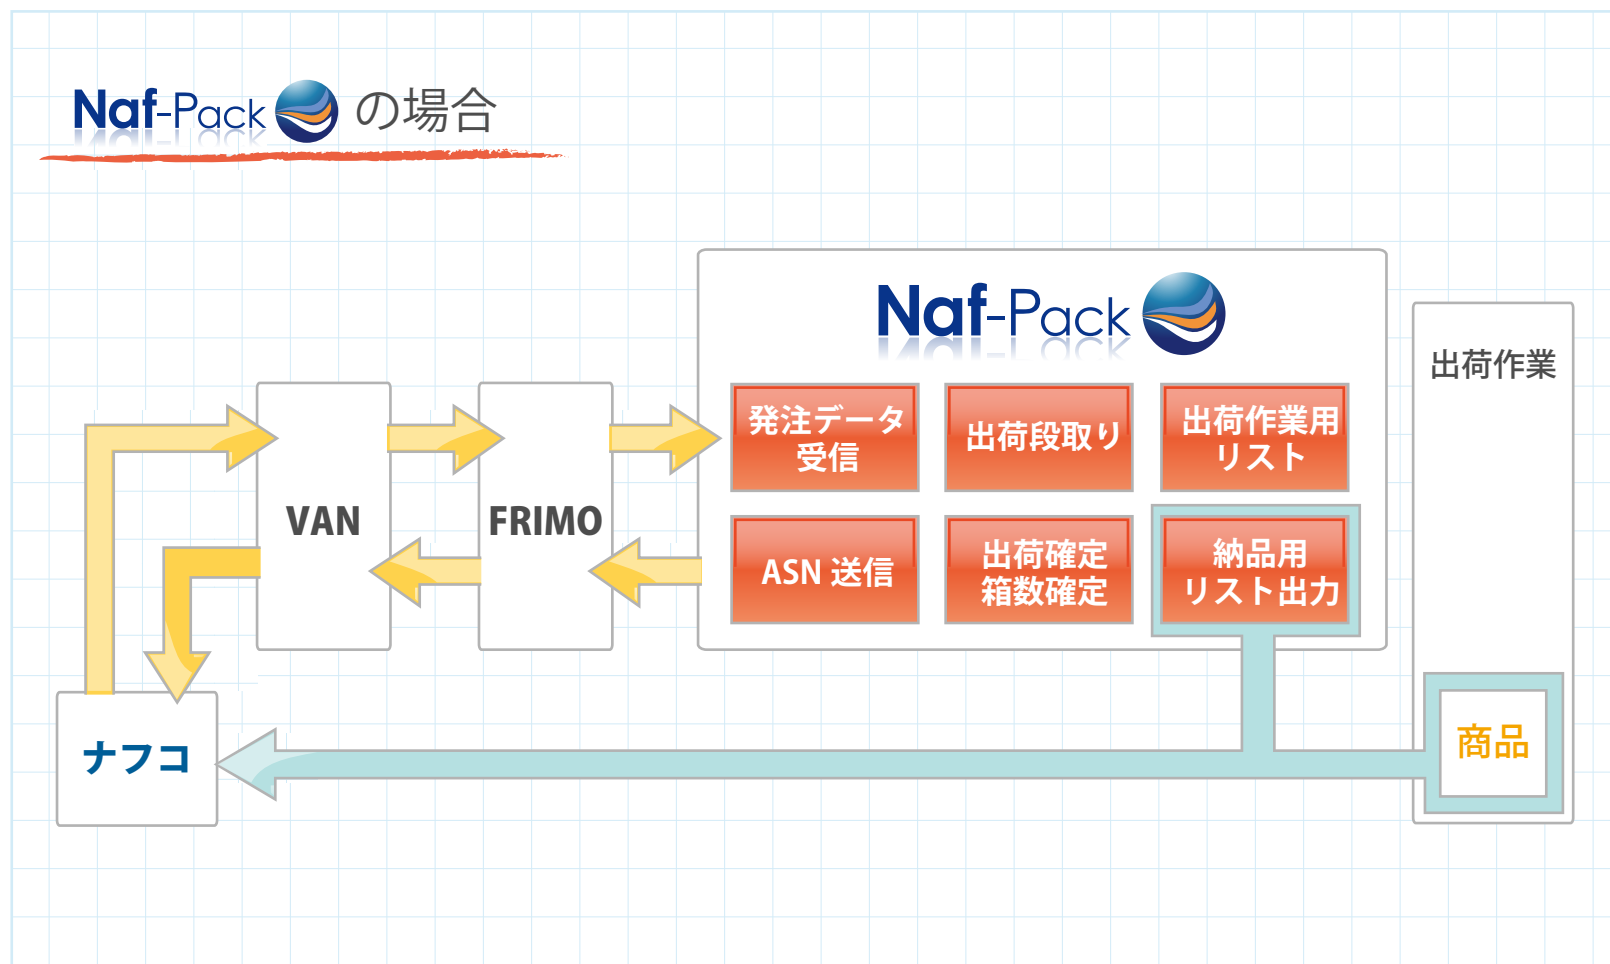 Naf-Pack の場合
Naf-Pack
発注データ
受信
出荷段取り
出荷作業用
リスト
ASN 送信
出荷確定
箱数確定
納品用
リスト出力
出荷作業
VAN
FRIMO
ナフコ
商品